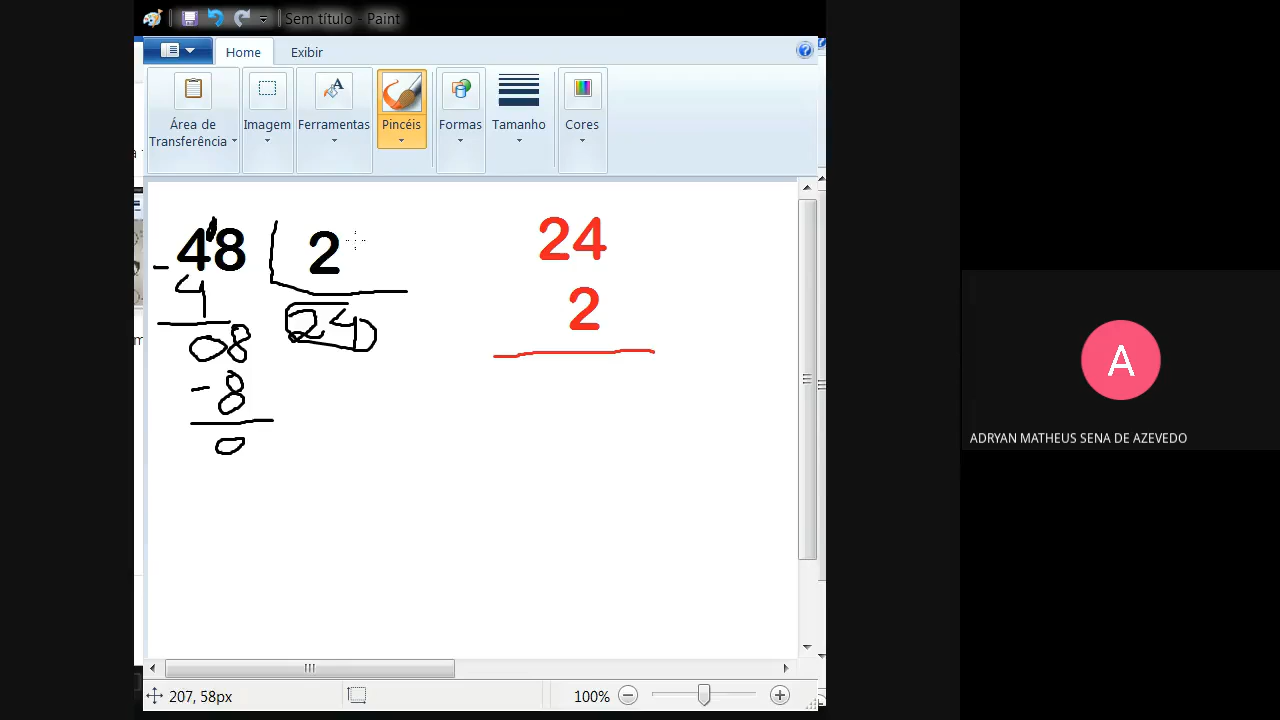 Sem título - Paint
Home Exibir
Área de Transferência
Imagem
Ferramentas
Pincéis
Formas
Tamanho
Cores
48 2
- 4
24
08
- 8
0
24
2
A
ADRYAN MATHEUS SENA DE AZEVEDO
207, 58px
100%